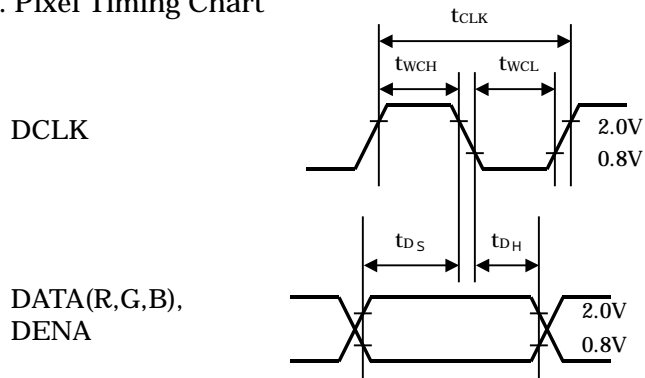 . Pixel Timing Chart
tCLK
tWCH tWCL
DCLK
2.0V
0.8V
tDS tDH
DATA(R,G,B),
DENA
2.0V
0.8V